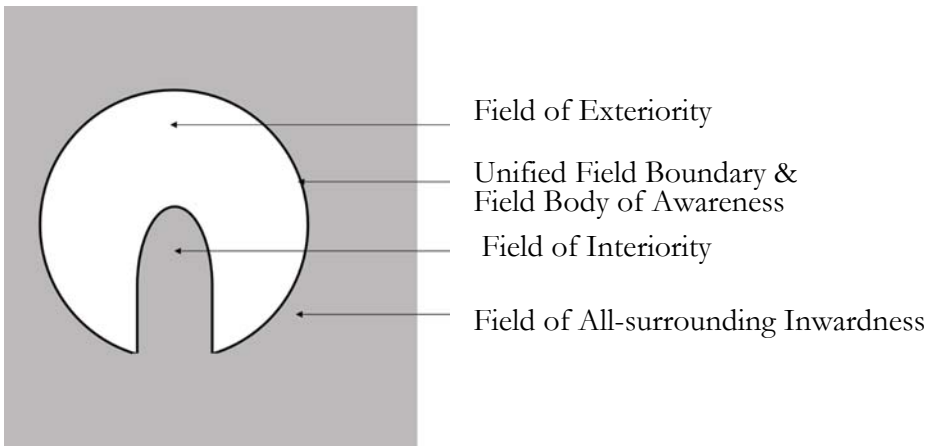 Field of Exteriority
Unified Field Boundary &
Field Body of Awareness
Field of Interiority
Field of All-surrounding Inwardness